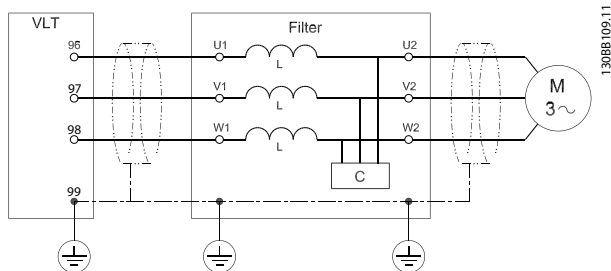 VLT
Filter
130BB109.11
96
U1
L
U2
97
V1
L
V2
M
3~
98
W1
L
W2
C
99